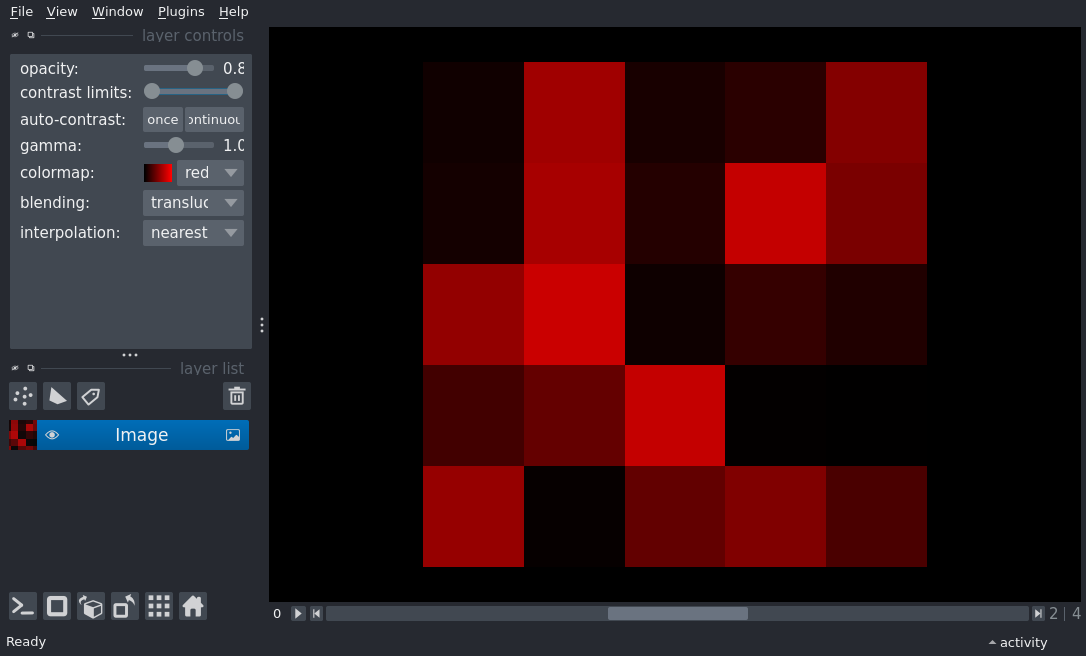 File View Window Plugins Help
layer controls
opacity: 0.8
contrast limits:
auto-contrast: once ontinuou
gamma: 1.0
colormap: red
blending: transluc
interpolation: nearest
layer list
Image
0 2 | 4
Ready activity